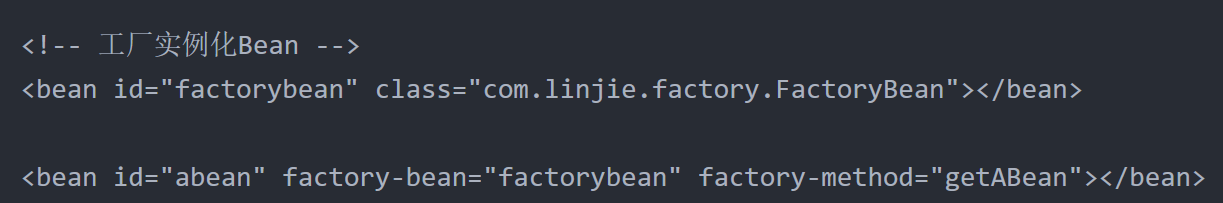 <!-- 工厂实例化Bean -->
<bean id="factorybean" class="com.linjie.factory.FactoryBean"></bean>
<bean id="abean" factory-bean="factorybean" factory-method="getABean"></bean>